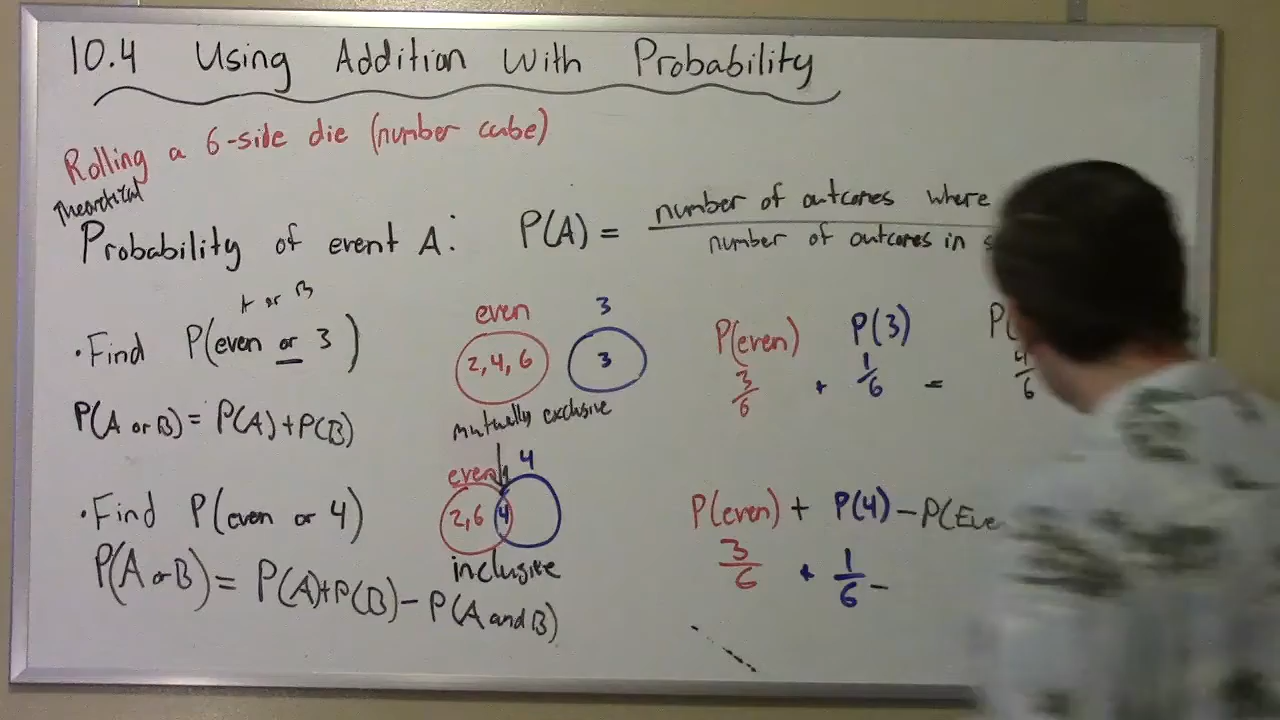 10.4 Using Addition With Probability
Rolling a 6-side die (number cube)
Theoretical
Probability of event A: P(A) =
number of outcomes where
number of outcomes in s
A or B
• Find P(even or 3)
even 3
2, 4, 6 3
P(even) P(3) P(
3/6 + 1/6 = 4/6
P(A or B) = P(A)+P(B)
mutually exclusive
even 4
• Find P(even or 4)
2,6 4
P(even) + P(4) – P(Eve
3/6 + 1/6 –
inclusive
P(A or B) = P(A)+P(B) – P(A and B)